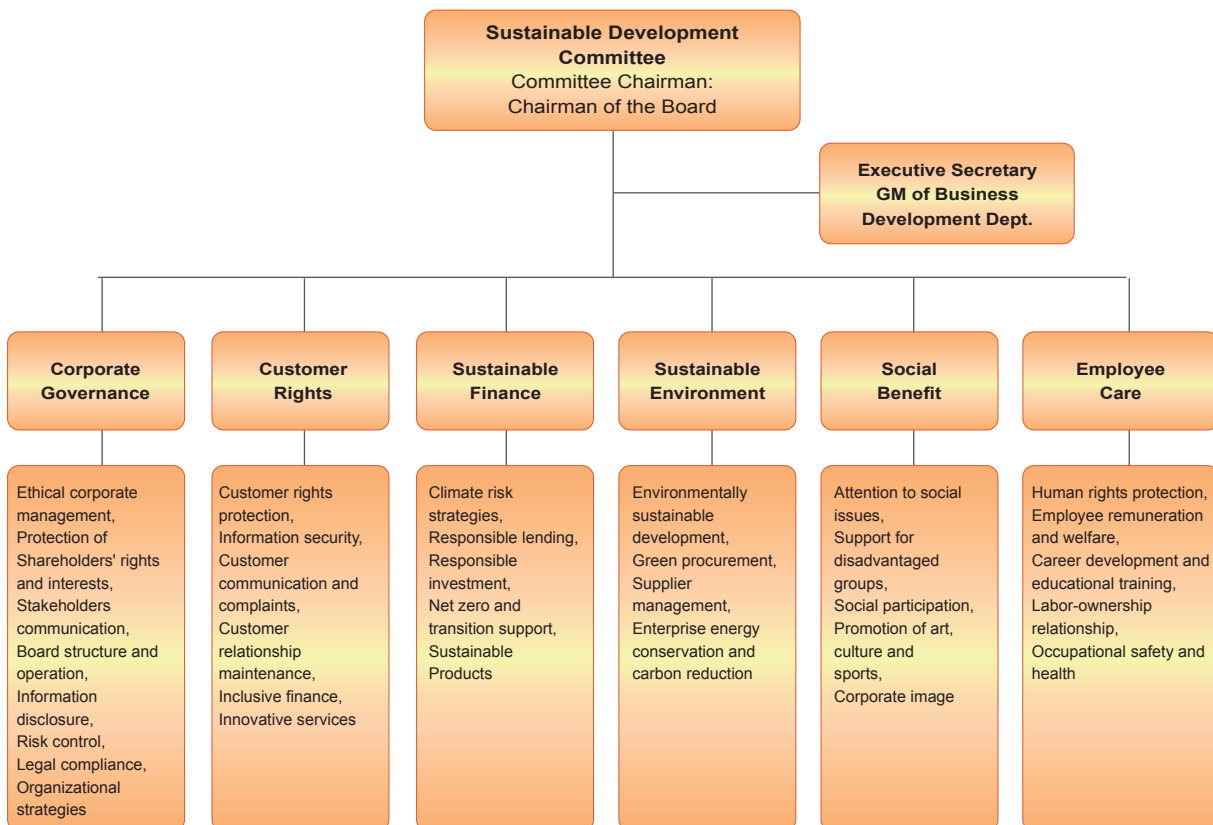 Sustainable Development
Committee
Committee Chairman:
Chairman of the Board
Executive Secretary
GM of Business
Development Dept.
Corporate
Governance
Customer
Rights
Sustainable
Finance
Sustainable
Environment
Social
Benefit
Employee
Care
Ethical corporate
management,
Protection of
Shareholders' rights
and interests,
Stakeholders
communication,
Board structure and
operation,
Information
disclosure,
Risk control,
Legal compliance,
Organizational
strategies
Customer rights
protection,
Information security,
Customer
communication and
complaints,
Customer
relationship
maintenance,
Inclusive finance,
Innovative services
Climate risk
strategies,
Responsible lending,
Responsible
investment,
Net zero and
transition support,
Sustainable
Products
Environmentally
sustainable
development,
Green procurement,
Supplier
management,
Enterprise energy
conservation and
carbon reduction
Attention to social
issues,
Support for
disadvantaged
groups,
Social participation,
Promotion of art,
culture and
sports,
Corporate image
Human rights protection,
Employee remuneration
and welfare,
Career development and
educational training,
Labor-ownership
relationship,
Occupational safety and
health